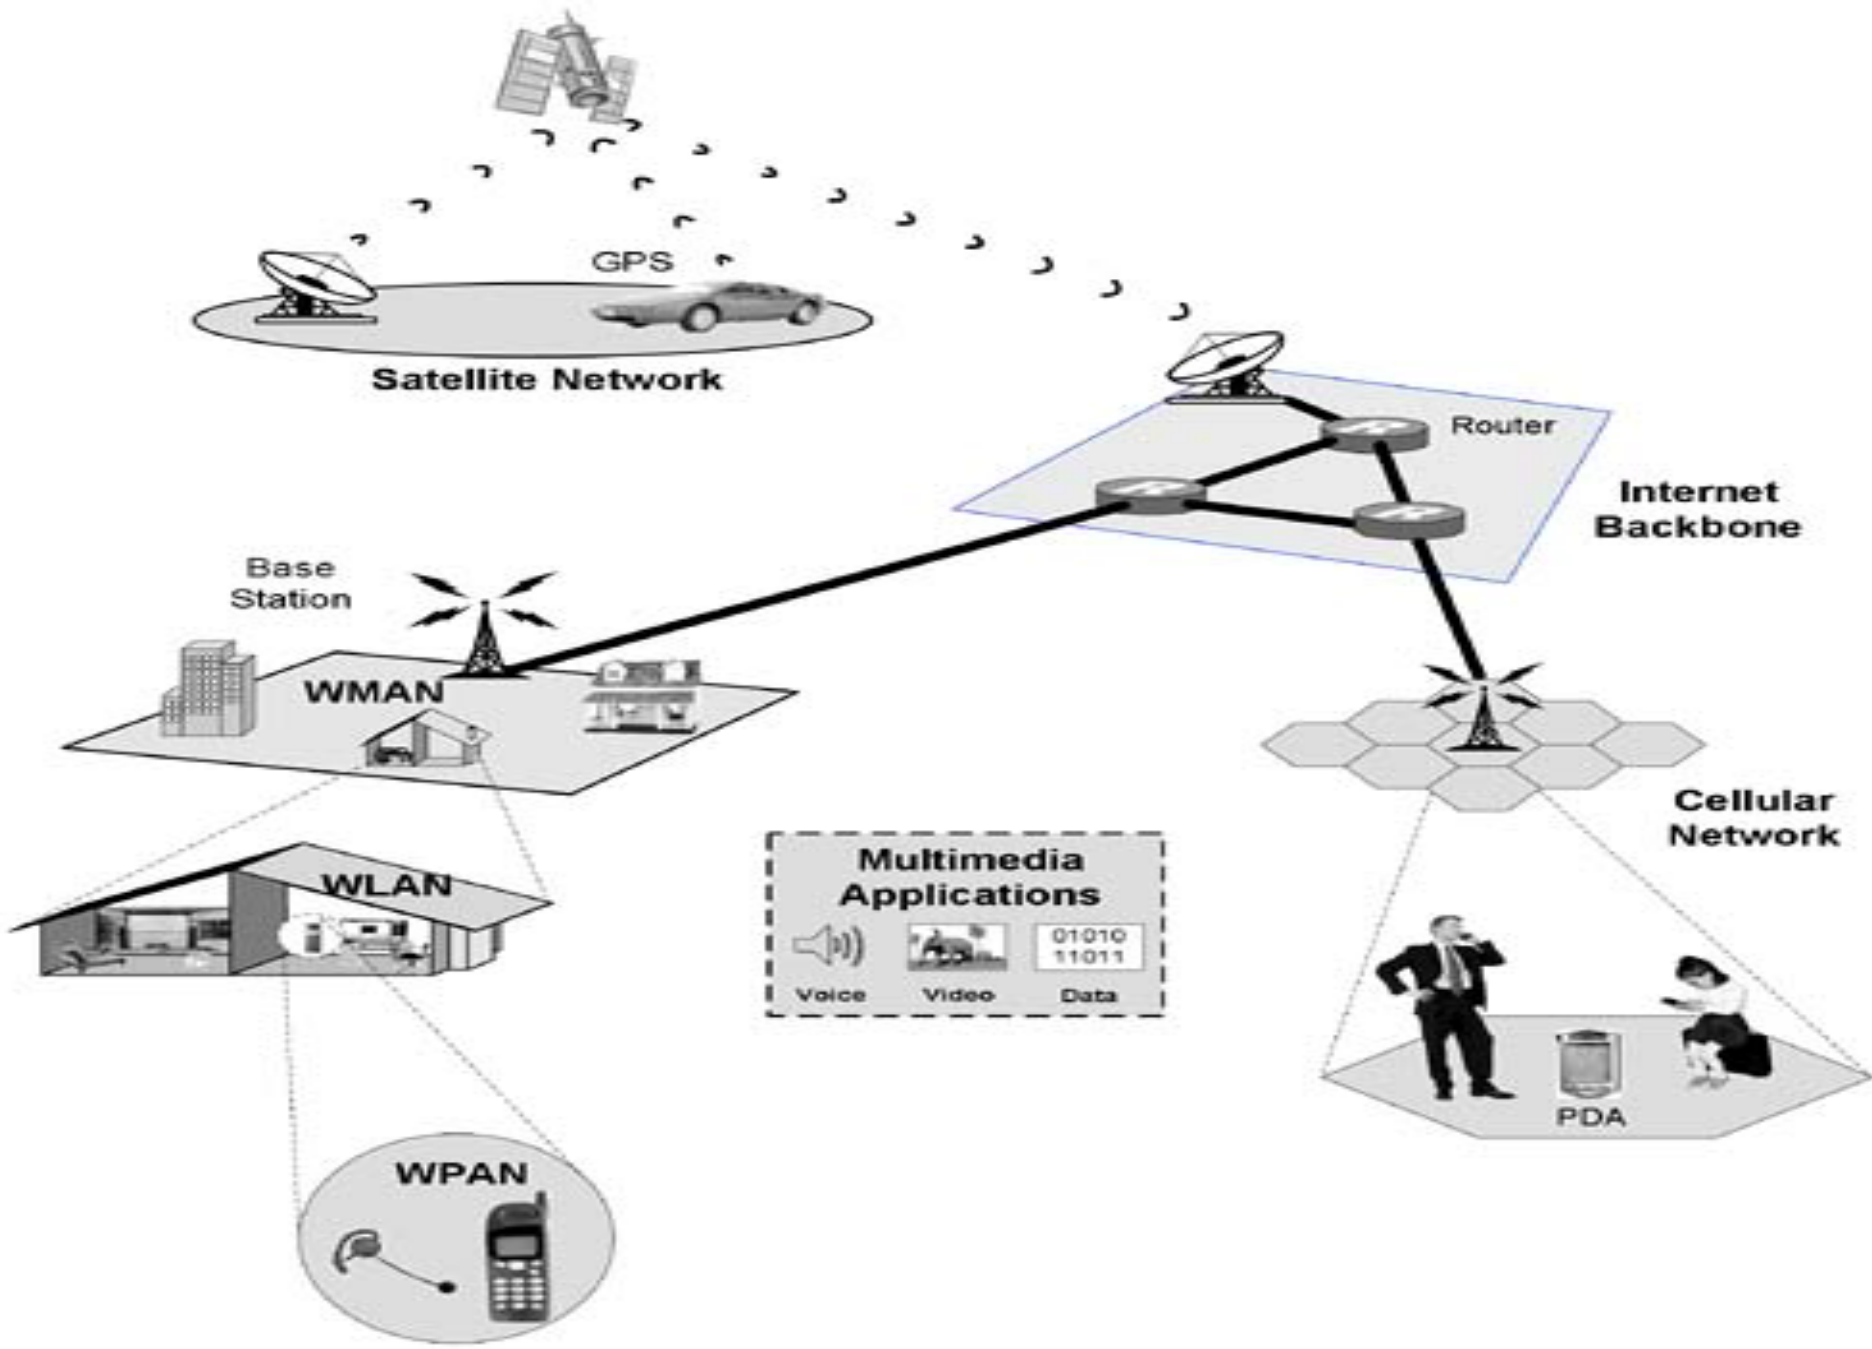 GPS
Satellite Network
Router
Internet
Backbone
Base
Station
WMAN
Cellular
Network
WLAN
Multimedia
Applications
01010
11011
Voice
Video
Data
PDA
WPAN